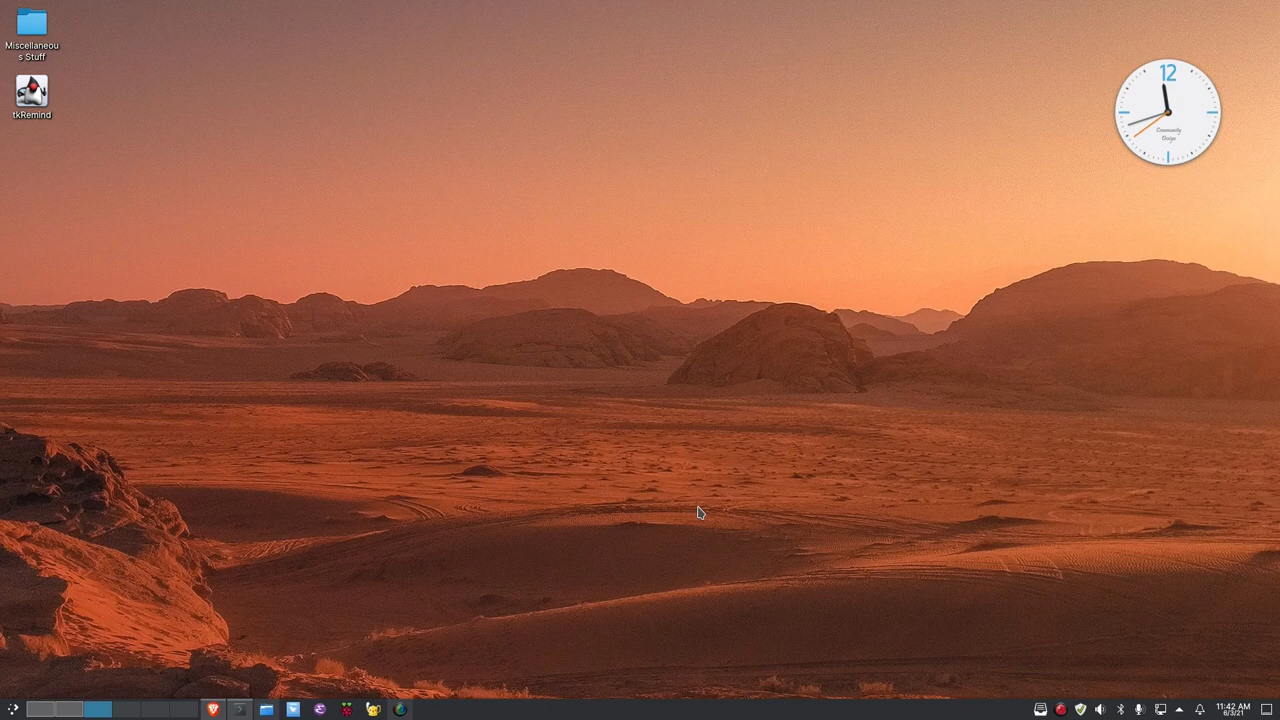 Miscellaneou
s Stuff
tkRemind
12
Community
Design
11:42 AM
6/3/21